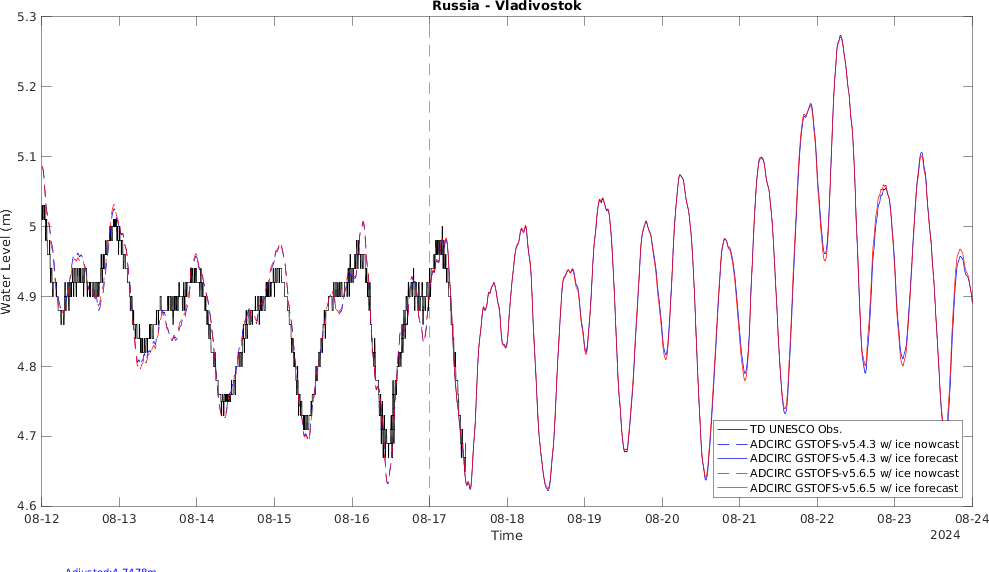 Russia - Vladivostok
5.3
5.2
5.1
5
4.9
4.8
4.7
4.6
Water Level (m)
TD UNESCO Obs.
ADCIRC GSTOFS-v5.4.3 w/ ice nowcast
ADCIRC GSTOFS-v5.4.3 w/ ice forecast
ADCIRC GSTOFS-v5.6.5 w/ ice nowcast
ADCIRC GSTOFS-v5.6.5 w/ ice forecast
08-12 08-13 08-14 08-15 08-16 08-17 08-18 08-19 08-20 08-21 08-22 08-23 08-24
Time
2024
Adjusted:4.7478m